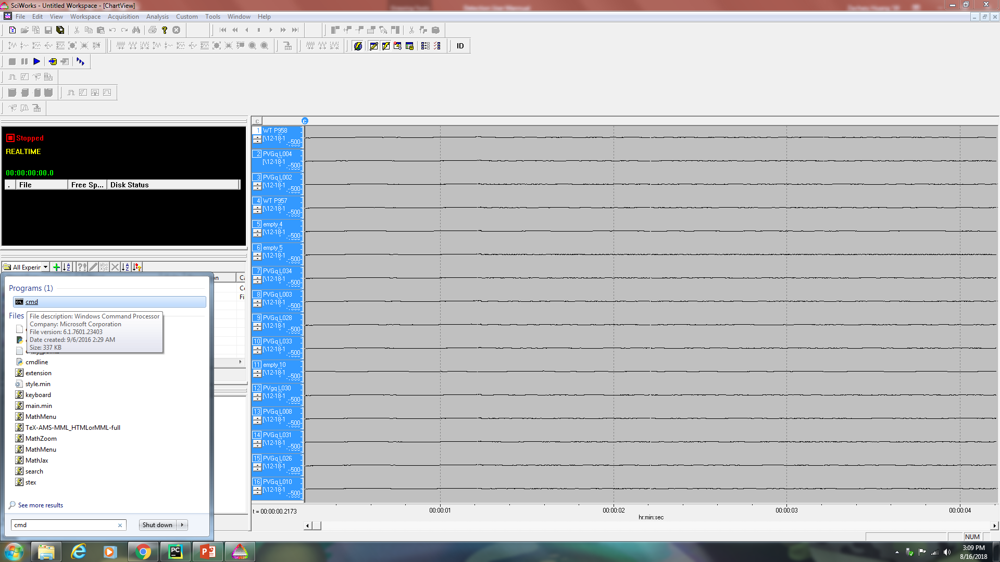 SciWorks - Untitled Workspace - [ChartView]
File Edit View Workspace Acquisition Analysis Custom Tools Window Help
ID
Stopped
REALTIME
00:00:00:00.0
. File Free Sp... Disk Status
All Experir
Programs (1)
cmd
Files
File description: Windows Command Processor
Company: Microsoft Corporation
File version: 6.1.7601.23403
Date created: 9/6/2016 2:29 AM
Size: 337 KB
cmdline
extension
style.min
keyboard
main.min
MathMenu
TeX-AMS-MML_HTMLorMML-full
MathZoom
MathMenu
MathJax
search
stex
See more results
cmd
Shut down
C
1 WT P958
[\12-18-1
-500
2 PVGq L004
[\12-18-1
-500
3 PVGq L002
[\12-18-1
-500
4 WT P957
[\12-18-1
-500
5 empty 4
[\12-18-1
-500
6 empty 5
[\12-18-1
-500
7 PVGq L034
[\12-18-1
-500
8 PVGq L003
[\12-18-1
-500
9 PVGq L028
[\12-18-1
-500
10 PVGq L033
[\12-18-1
-500
11 empty 10
[\12-18-1
-500
12 PVgq L030
[\12-18-1
-500
13 PVGq L008
[\12-18-1
-500
14 PVGq L031
[\12-18-1
-500
15 PVGq L026
[\12-18-1
-500
16 PVGq L010
[\12-18-1
-500
t = 00:00:00.2173 00:00:01 00:00:02 00:00:03 00:00:04
hr:min:sec
NUM
3:09 PM
8/16/2018